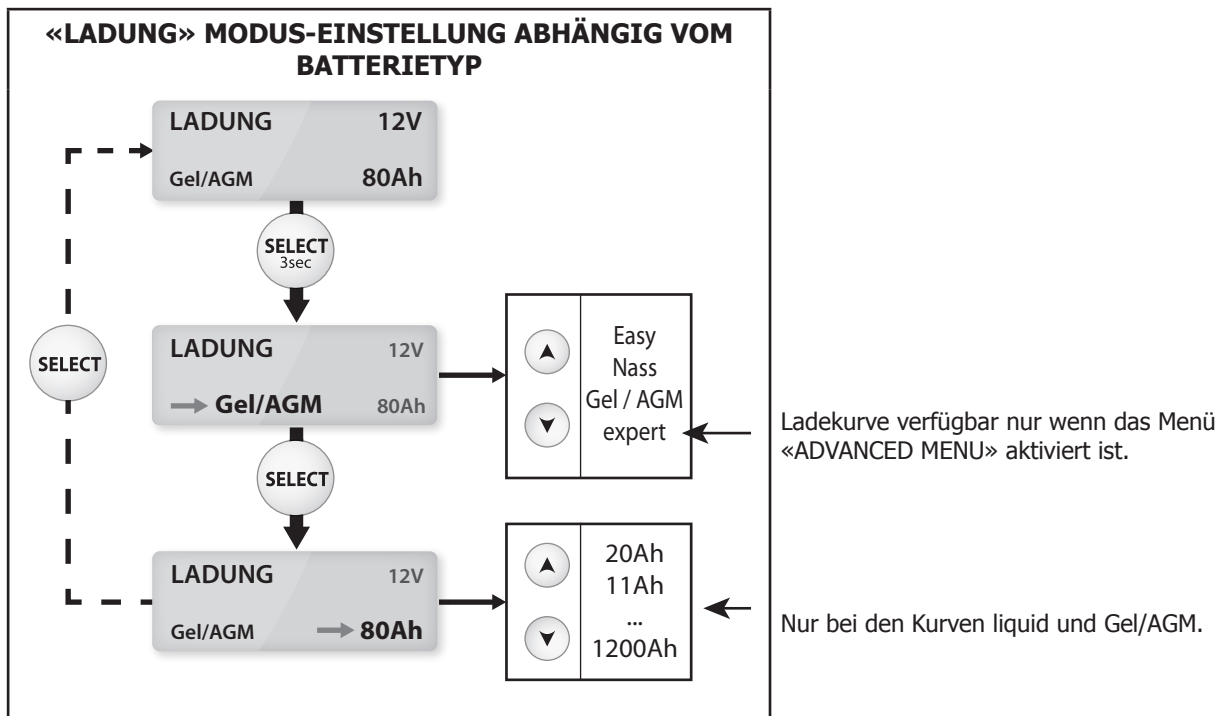 «LADUNG» MODUS-EINSTELLUNG ABHÄNGIG VOM
BATTERIETYP
LADUNG 12V
Gel/AGM 80Ah
SELECT
3sec
LADUNG 12V
Gel/AGM 80Ah
Easy
Nass
Gel / AGM
expert
Ladekurve verfügbar nur wenn das Menü
«ADVANCED MENU» aktiviert ist.
SELECT
SELECT
LADUNG 12V
Gel/AGM 80Ah
20Ah
11Ah
...
1200Ah
Nur bei den Kurven liquid und Gel/AGM.